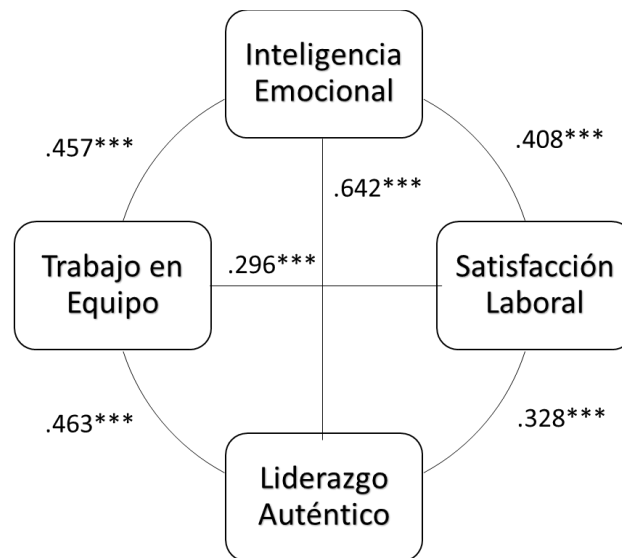 Inteligencia
Emocional
.457***
.408***
.642***
Trabajo en
Equipo
.296***
Satisfacción
Laboral
.463***
.328***
Liderazgo
Auténtico